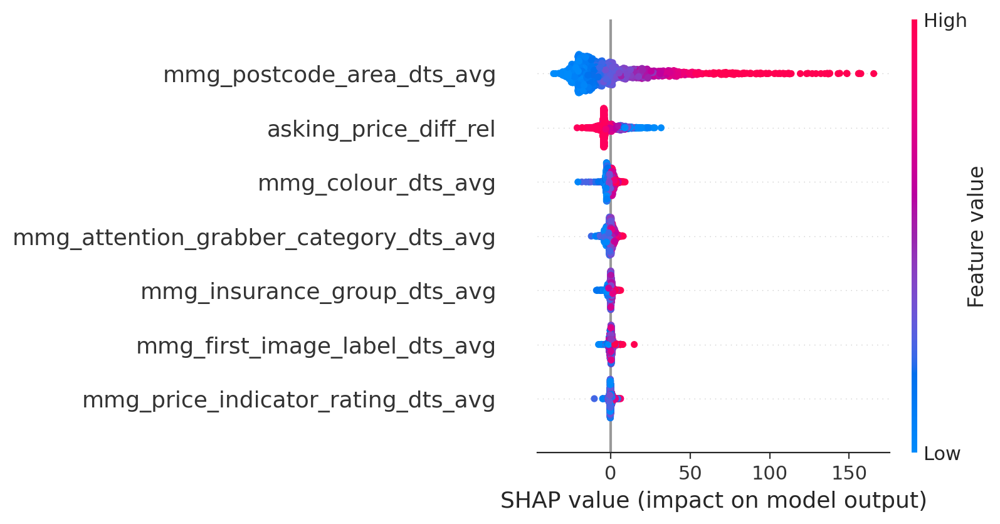 High
mmg_postcode_area_dts_avg
asking_price_diff_rel
mmg_colour_dts_avg
mmg_attention_grabber_category_dts_avg
mmg_insurance_group_dts_avg
mmg_first_image_label_dts_avg
mmg_price_indicator_rating_dts_avg
Feature value
Low
0 50 100 150
SHAP value (impact on model output)